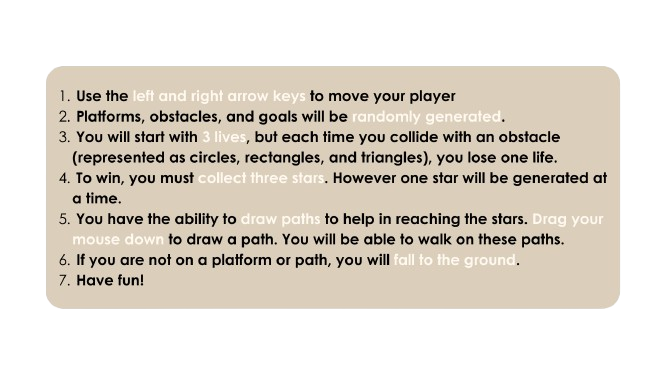 1. Use the left and right arrow keys to move your player
2. Platforms, obstacles, and goals will be randomly generated.
3. You will start with 3 lives, but each time you collide with an obstacle
(represented as circles, rectangles, and triangles), you lose one life.
4. To win, you must collect three stars. However one star will be generated at
a time.
5. You have the ability to draw paths to help in reaching the stars. Drag your
mouse down to draw a path. You will be able to walk on these paths.
6. If you are not on a platform or path, you will fall to the ground.
7. Have fun!